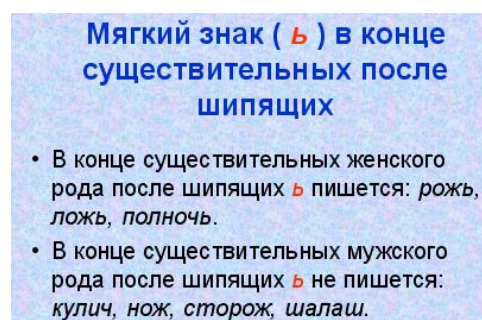 Мягкий знак ( ь ) в конце
существительных после
шипящих
• В конце существительных женского
рода после шипящих ь пишется: рожь,
ложь, полночь.
• В конце существительных мужского
рода после шипящих ь не пишется:
кулич, нож, сторож, шалаш.